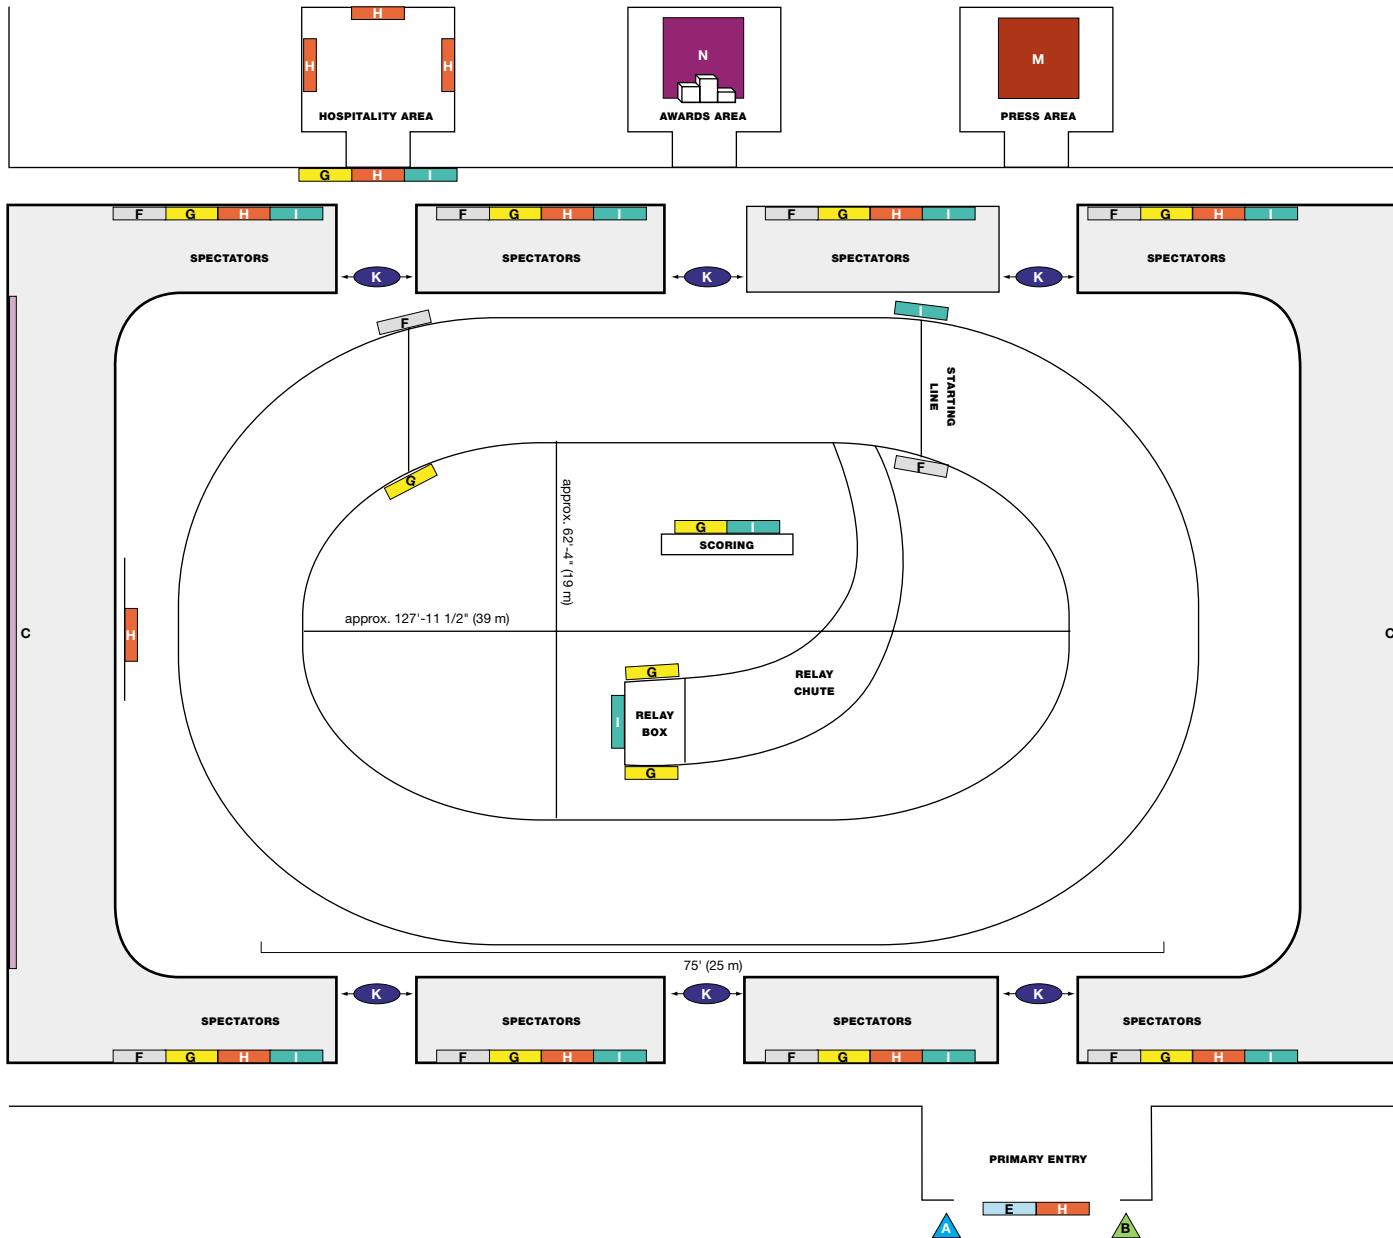 H
H
H
HOSPITALITY AREA
N
AWARDS AREA
M
PRESS AREA
G H I
F G H I
F G H I
F G H I
F G H I
SPECTATORS
SPECTATORS
SPECTATORS
SPECTATORS
K
K
K
F
I
STARTING
LINE
G
F
approx. 62'-4" (19 m)
G I
SCORING
approx. 127'-11 1/2" (39 m)
C
H
C
G
RELAY
CHUTE
I
RELAY
BOX
G
75' (25 m)
K
K
K
SPECTATORS
SPECTATORS
SPECTATORS
SPECTATORS
F G H I
F G H I
F G H I
F G H I
PRIMARY ENTRY
E H
A
B